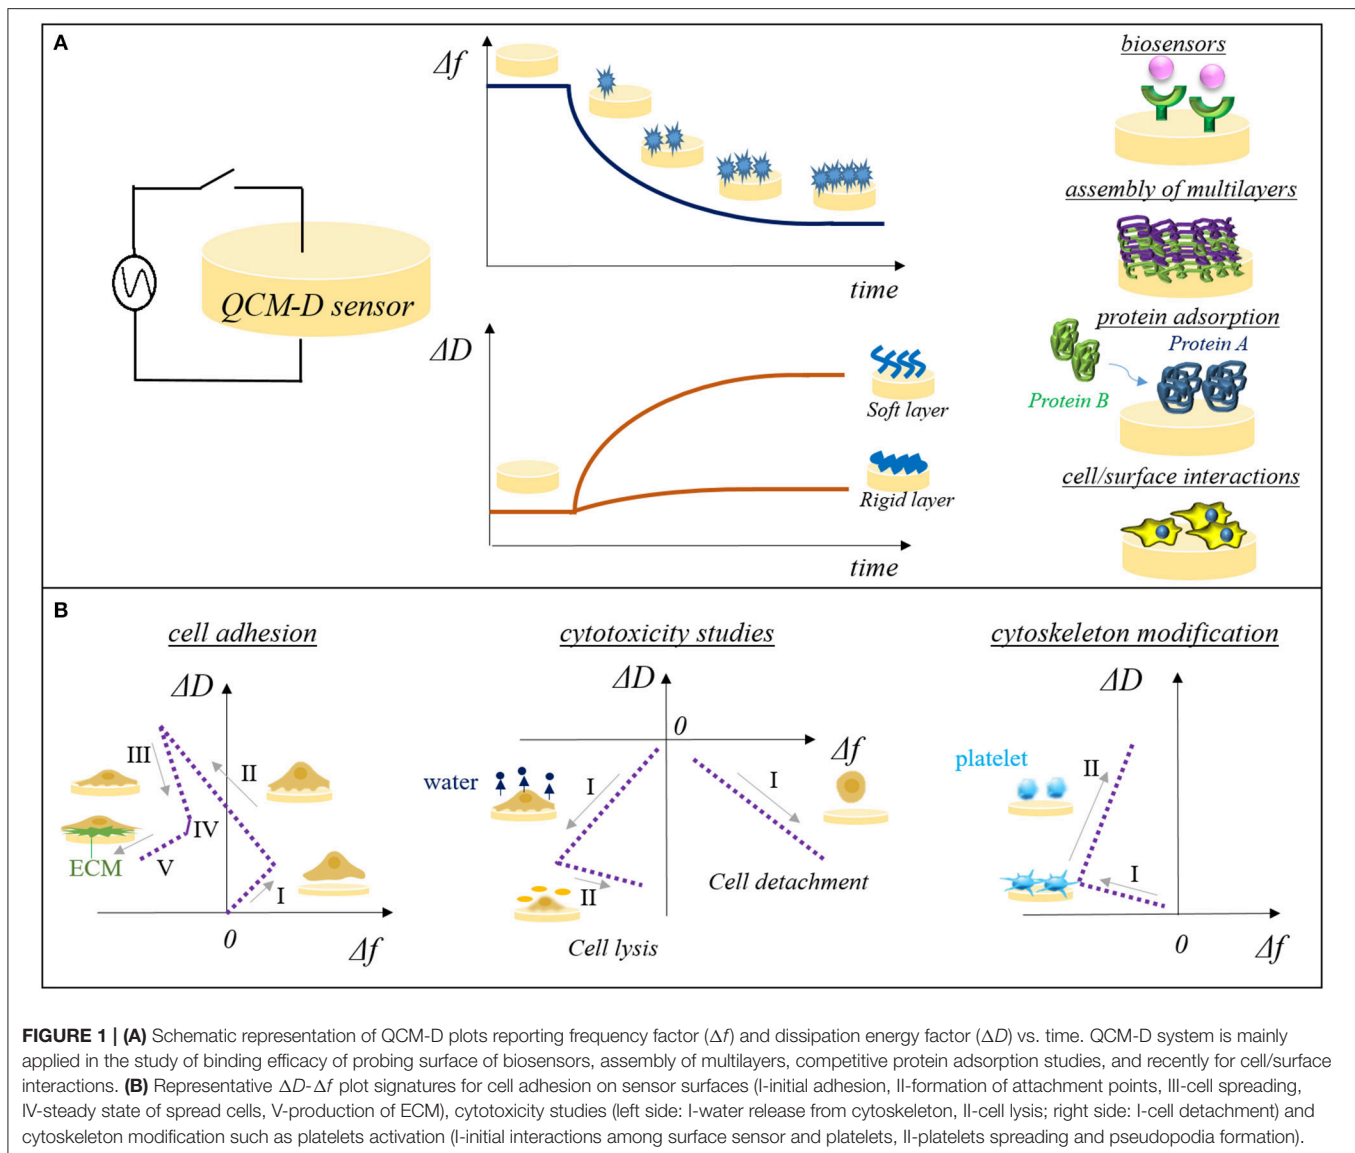 A
Δf
time
QCM-D sensor
ΔD
Soft layer
Rigid layer
time
biosensors
assembly of multilayers
protein adsorption
Protein A
Protein B
cell/surface interactions
B
cell adhesion
ΔD
III
II
IV
V
ECM
I
0
Δf
cytotoxicity studies
ΔD
0
Δf
water
I
I
II
Cell detachment
Cell lysis
cytoskeleton modification
ΔD
platelet
II
I
0
Δf
FIGURE 1 | (A) Schematic representation of QCM-D plots reporting frequency factor (Δf) and dissipation energy factor (ΔD) vs. time. QCM-D system is mainly
applied in the study of binding efficacy of probing surface of biosensors, assembly of multilayers, competitive protein adsorption studies, and recently for cell/surface
interactions. (B) Representative ΔD-Δf plot signatures for cell adhesion on sensor surfaces (I-initial adhesion, II-formation of attachment points, III-cell spreading,
IV-steady state of spread cells, V-production of ECM), cytotoxicity studies (left side: I-water release from cytoskeleton, II-cell lysis; right side: I-cell detachment) and
cytoskeleton modification such as platelets activation (I-initial interactions among surface sensor and platelets, II-platelets spreading and pseudopodia formation).